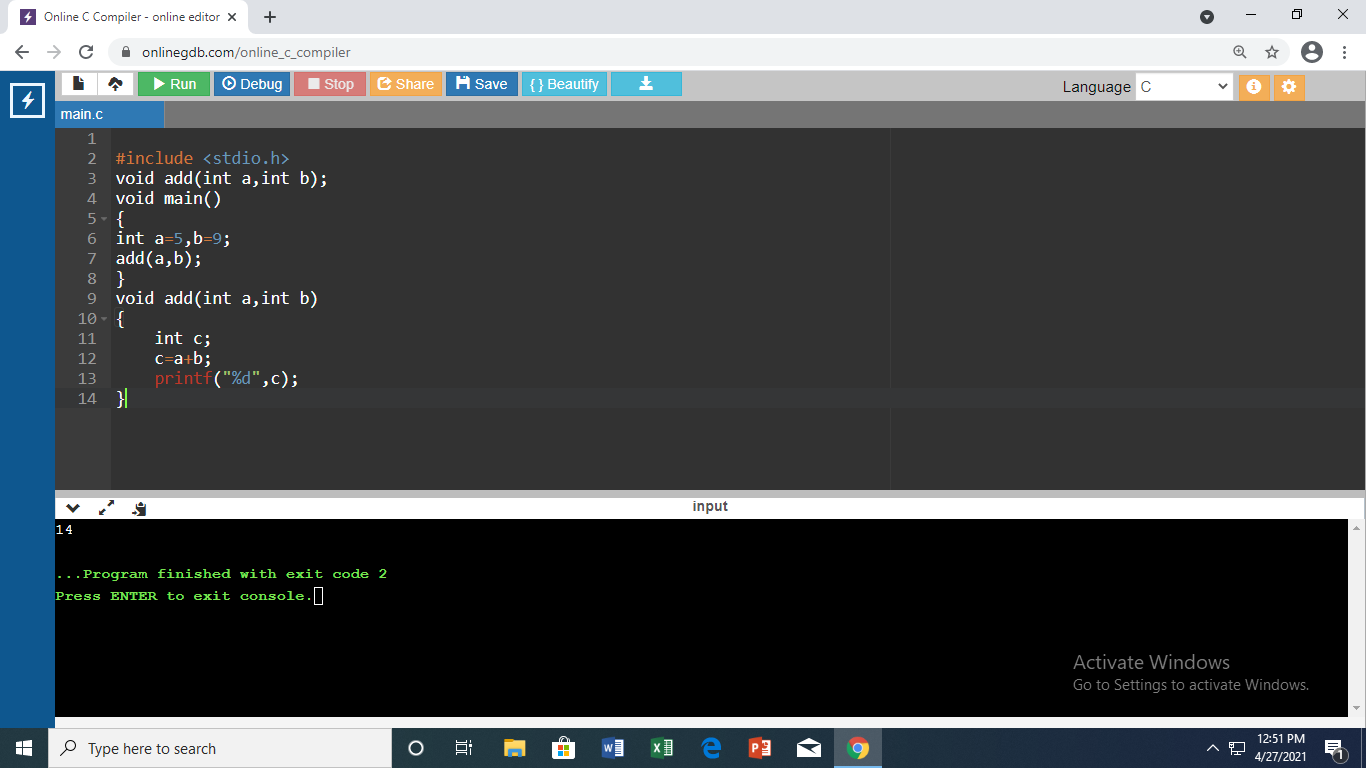 Online C Compiler - online editor
onlinegdb.com/online_c_compiler
Run Debug Stop Share Save { } Beautify Language C
main.c
1
2 #include <stdio.h>
3 void add(int a,int b);
4 void main()
5 {
6 int a=5,b=9;
7 add(a,b);
8 }
9 void add(int a,int b)
10 {
11     int c;
12     c=a+b;
13     printf("%d",c);
14 }
input
14
...Program finished with exit code 2
Press ENTER to exit console.
Activate Windows
Go to Settings to activate Windows.
Type here to search
12:51 PM
4/27/2021
1